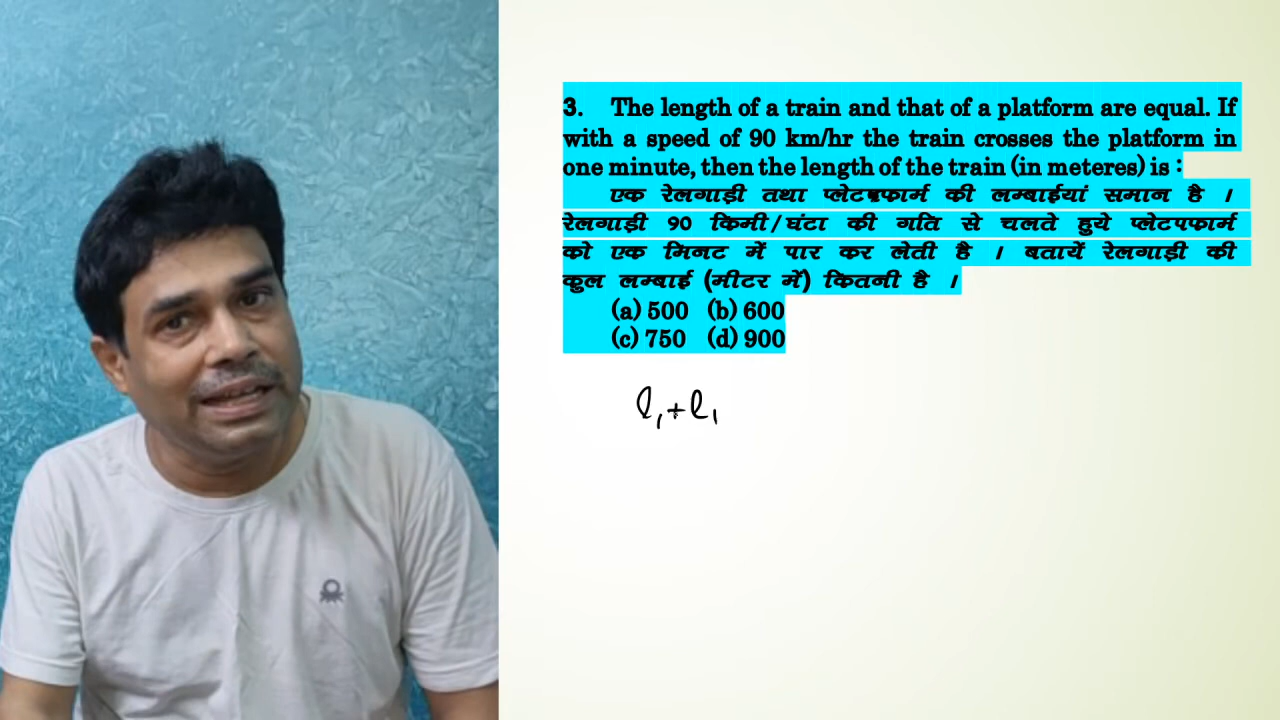 3. The length of a train and that of a platform are equal. If
with a speed of 90 km/hr the train crosses the platform in
one minute, then the length of the train (in meteres) is :
एक रेलगाड़ी तथा प्लेटपफार्म की लम्बाईयां समान है ।
रेलगाड़ी 90 किमी/घंटा की गति से चलते हुये प्लेटपफार्म
को एक मिनट में पार कर लेती है । बतायें रेलगाड़ी की
कुल लम्बाई (मीटर में) कितनी है ।
(a) 500 (b) 600
(c) 750 (d) 900
l₁+l₁